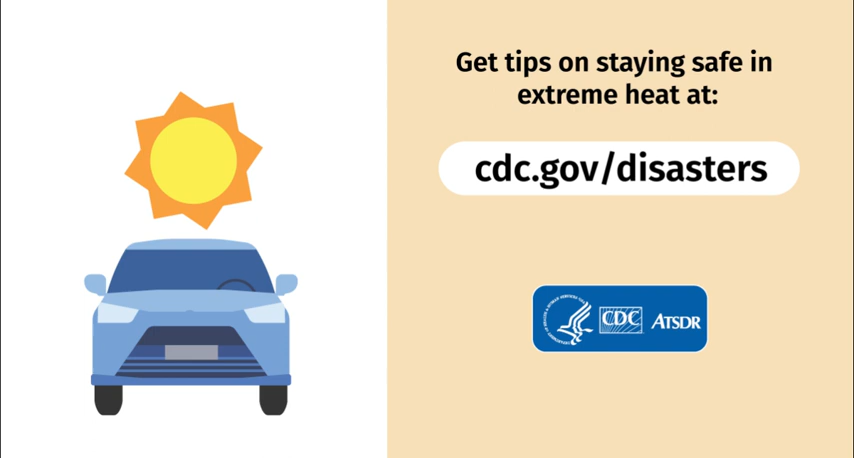 Get tips on staying safe in
extreme heat at:
cdc.gov/disasters
CDC
ATSDR